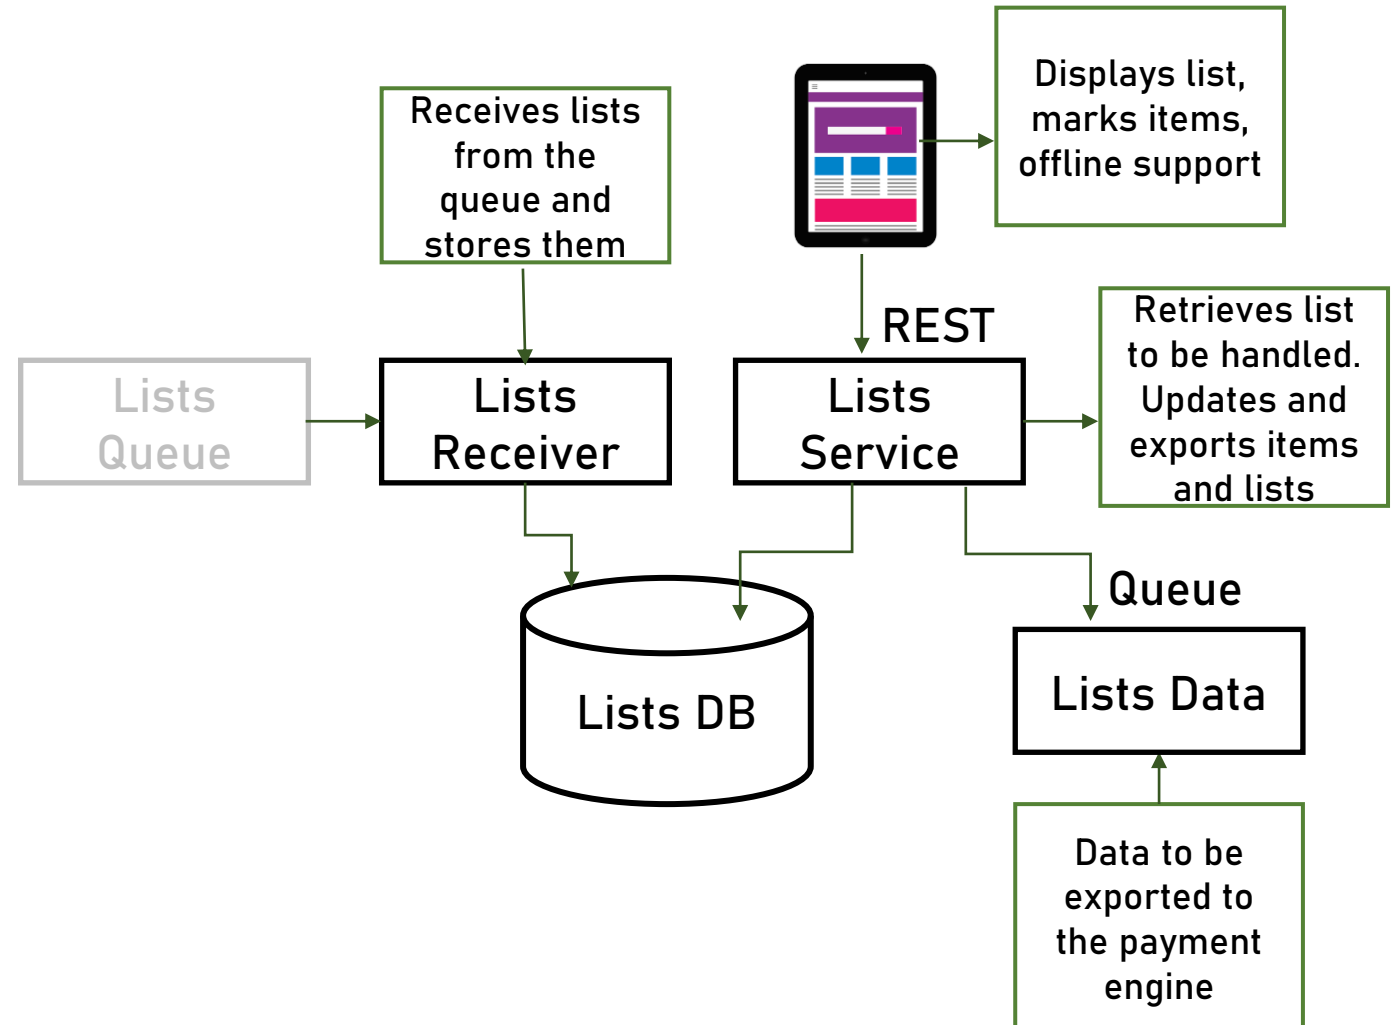 Displays list,
marks items,
offline support
Receives lists
from the
queue and
stores them
REST
Retrieves list
to be handled.
Updates and
exports items
and lists
Lists
Queue
Lists
Receiver
Lists
Service
Queue
Lists DB
Lists Data
Data to be
exported to
the payment
engine